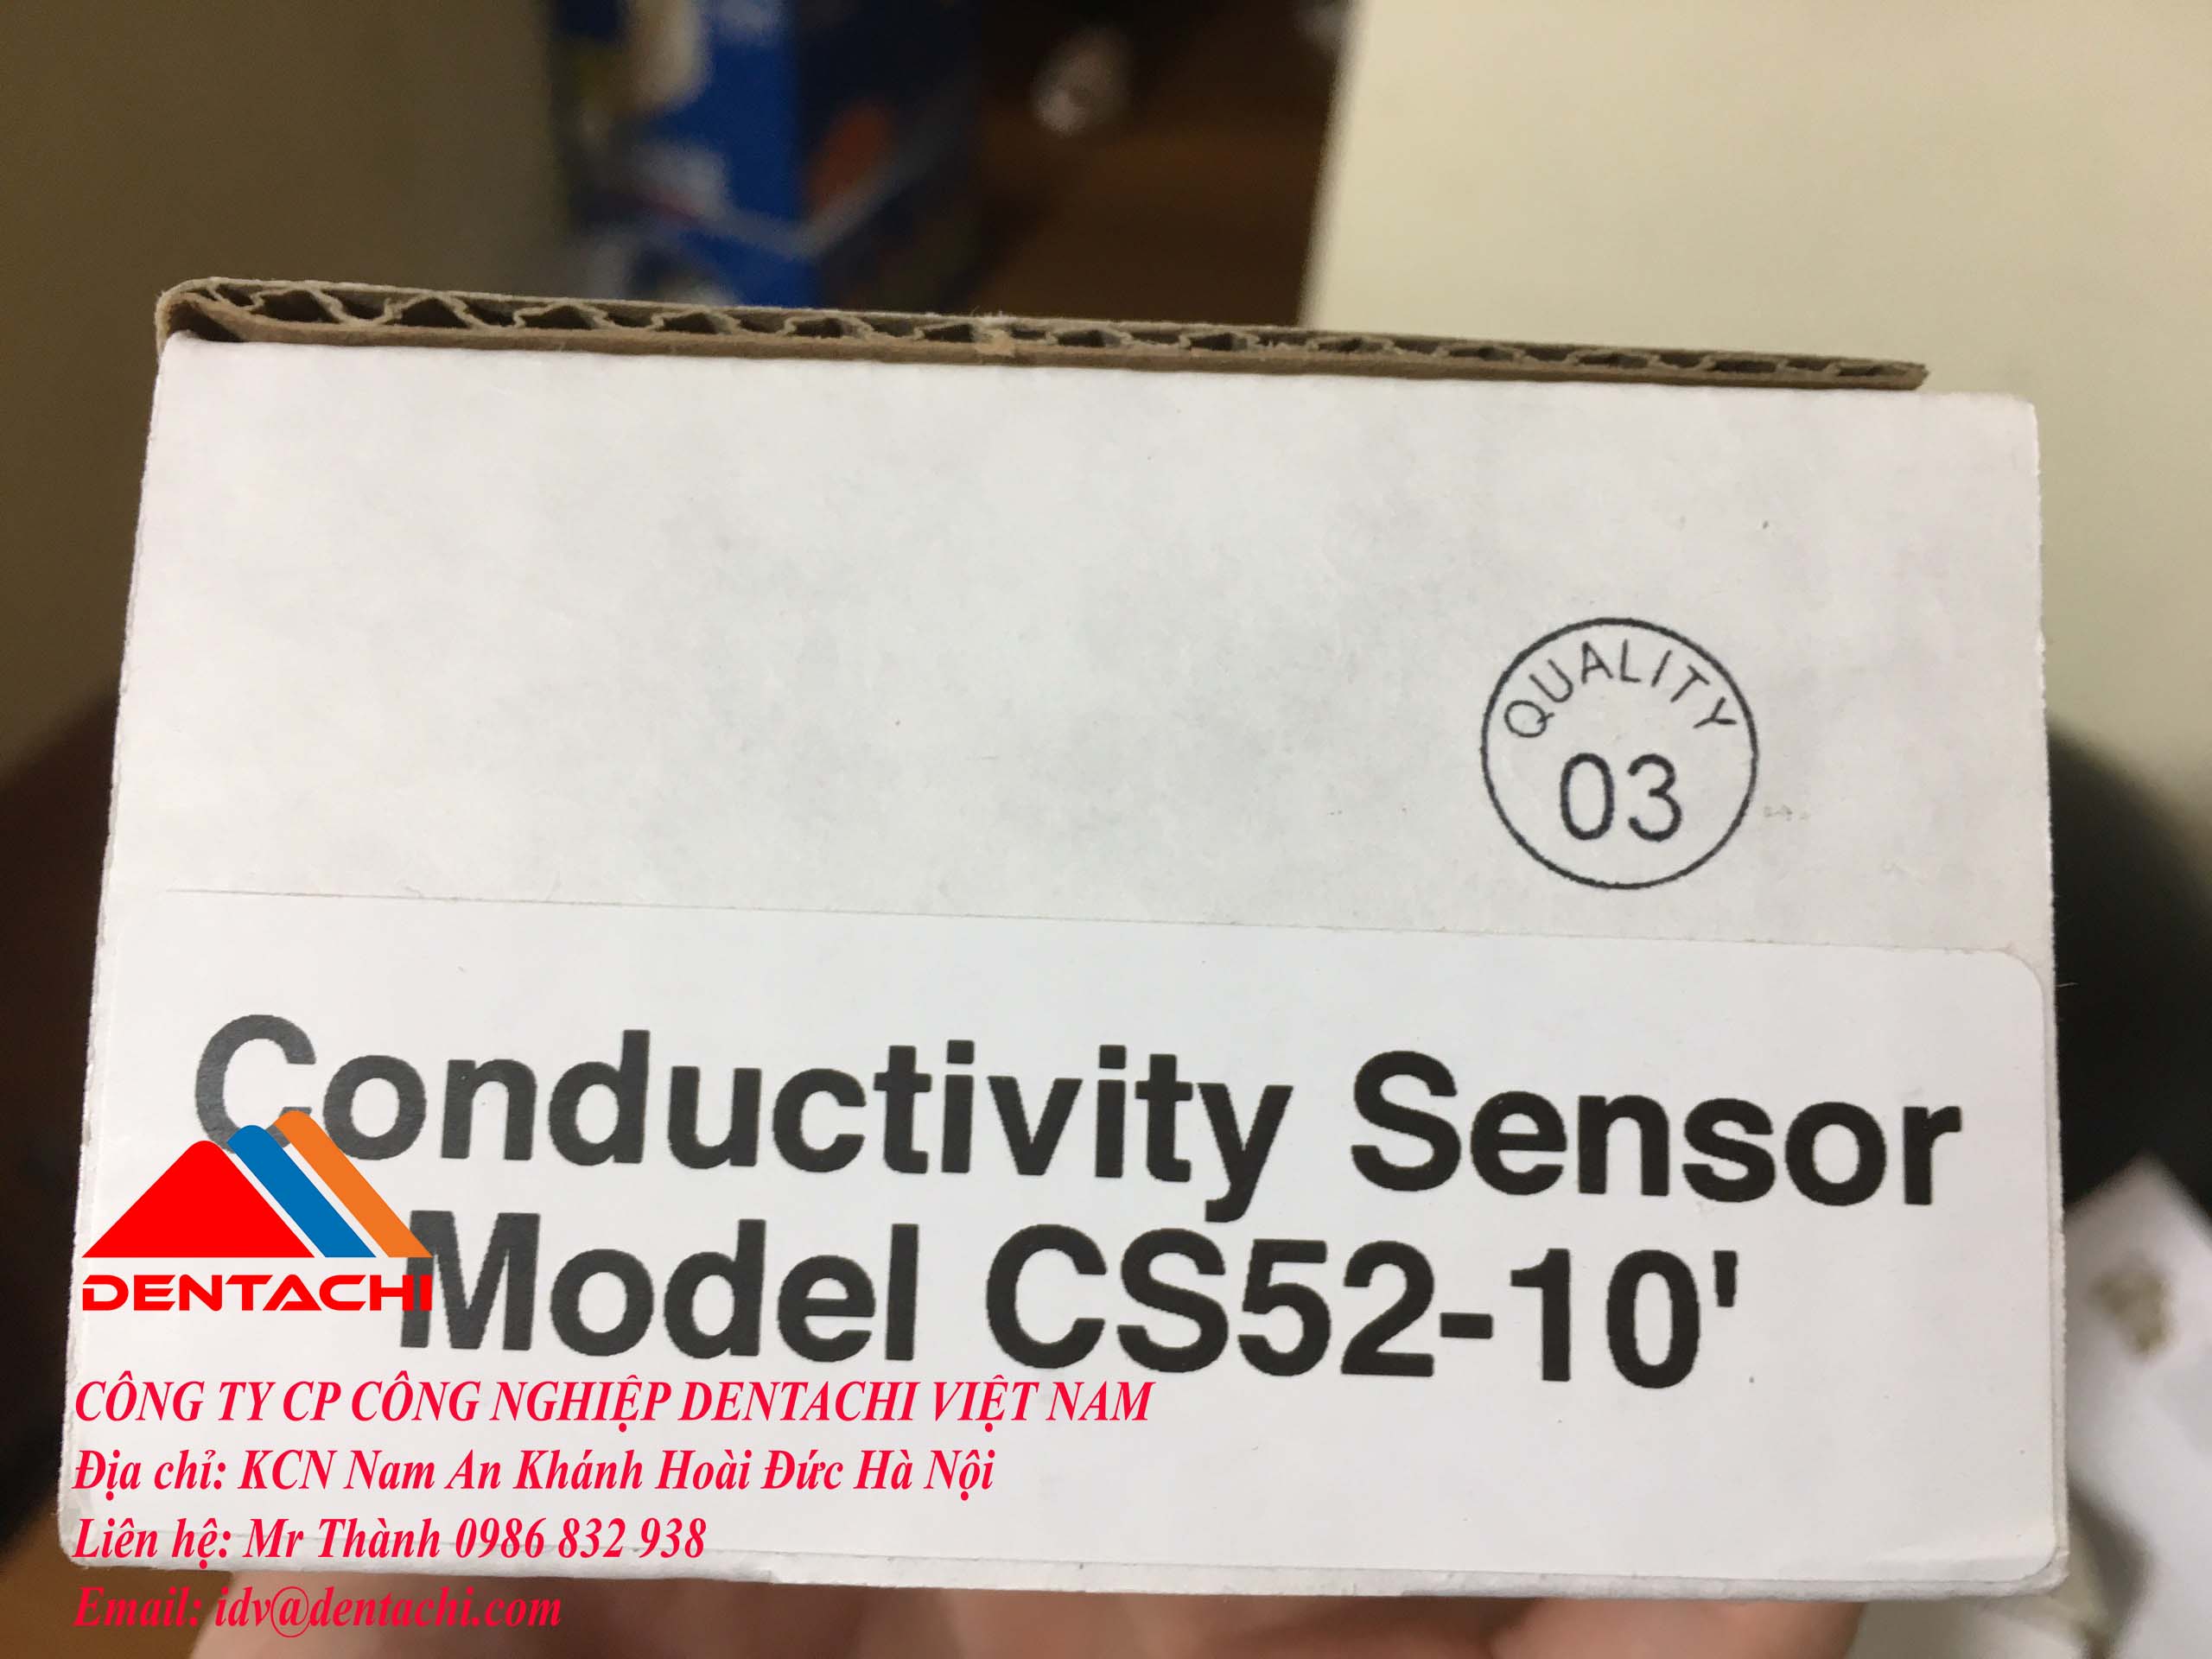 QUALITY
03
Conductivity Sensor
Model CS52-10'
DENTACHI
CÔNG TY CP CÔNG NGHIỆP DENTACHI VIỆT NAM
Địa chỉ: KCN Nam An Khánh Hoài Đức Hà Nội
Liên hệ: Mr Thành 0986 832 938
Email: idv@dentachi.com